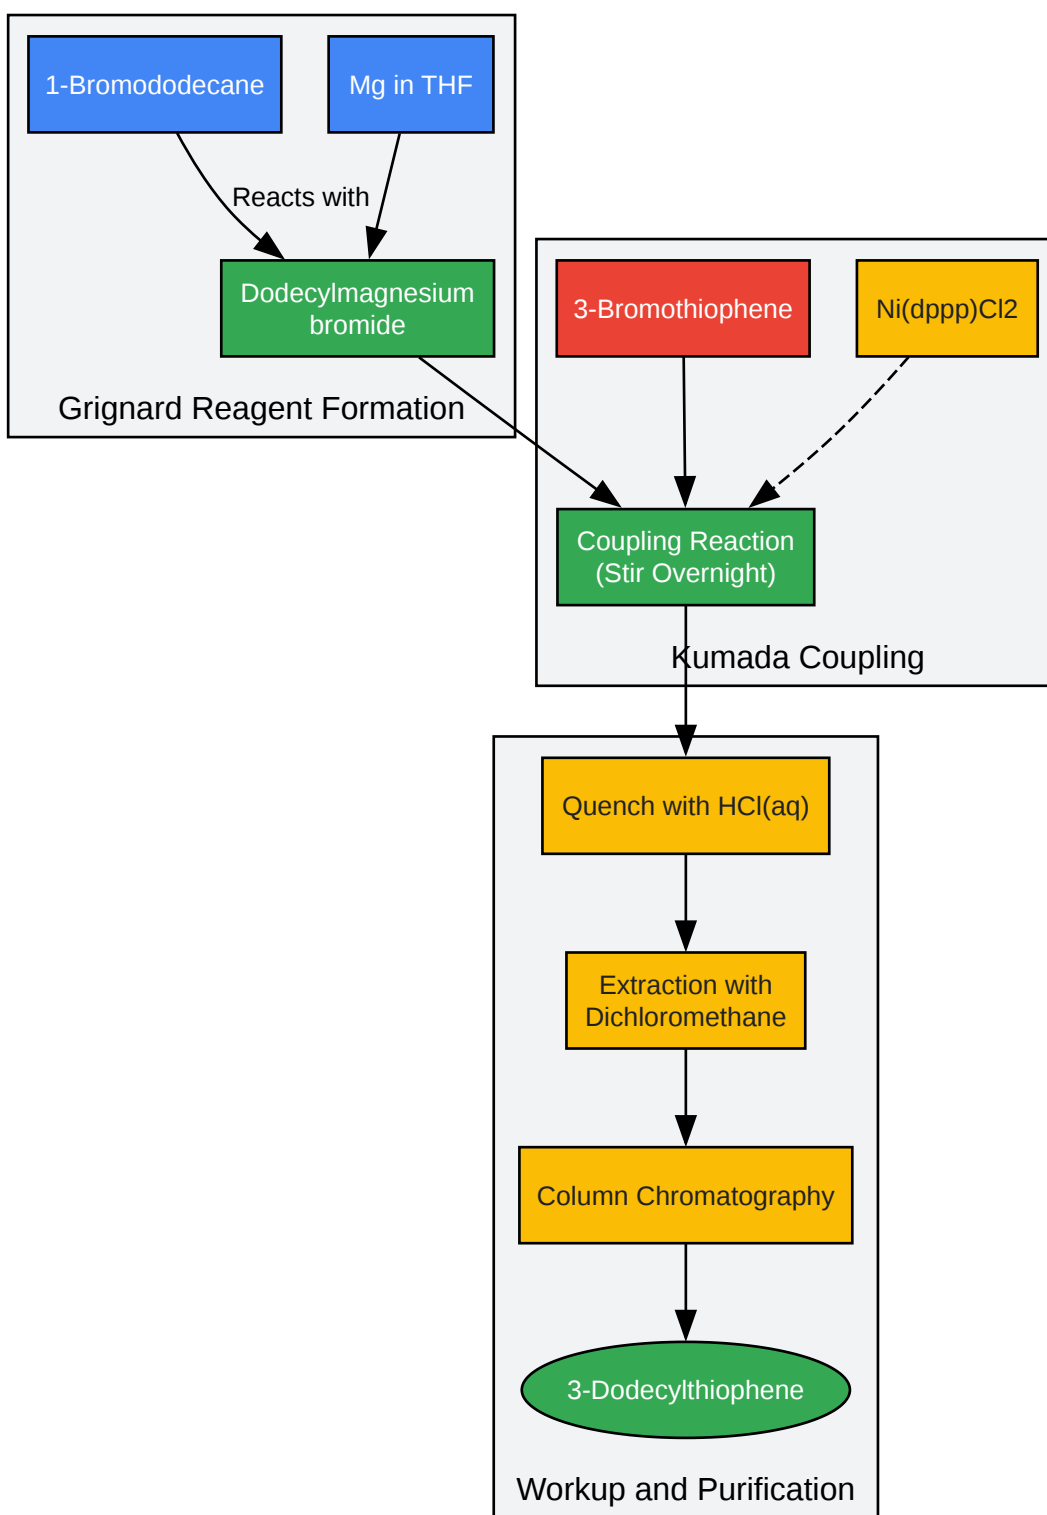 1-Bromododecane
Mg in THF
Reacts with
Dodecylmagnesium
bromide
Grignard Reagent Formation
3-Bromothiophene
Ni(dppp)Cl2
Coupling Reaction
(Stir Overnight)
Kumada Coupling
Quench with HCl(aq)
Extraction with
Dichloromethane
Column Chromatography
3-Dodecylthiophene
Workup and Purification